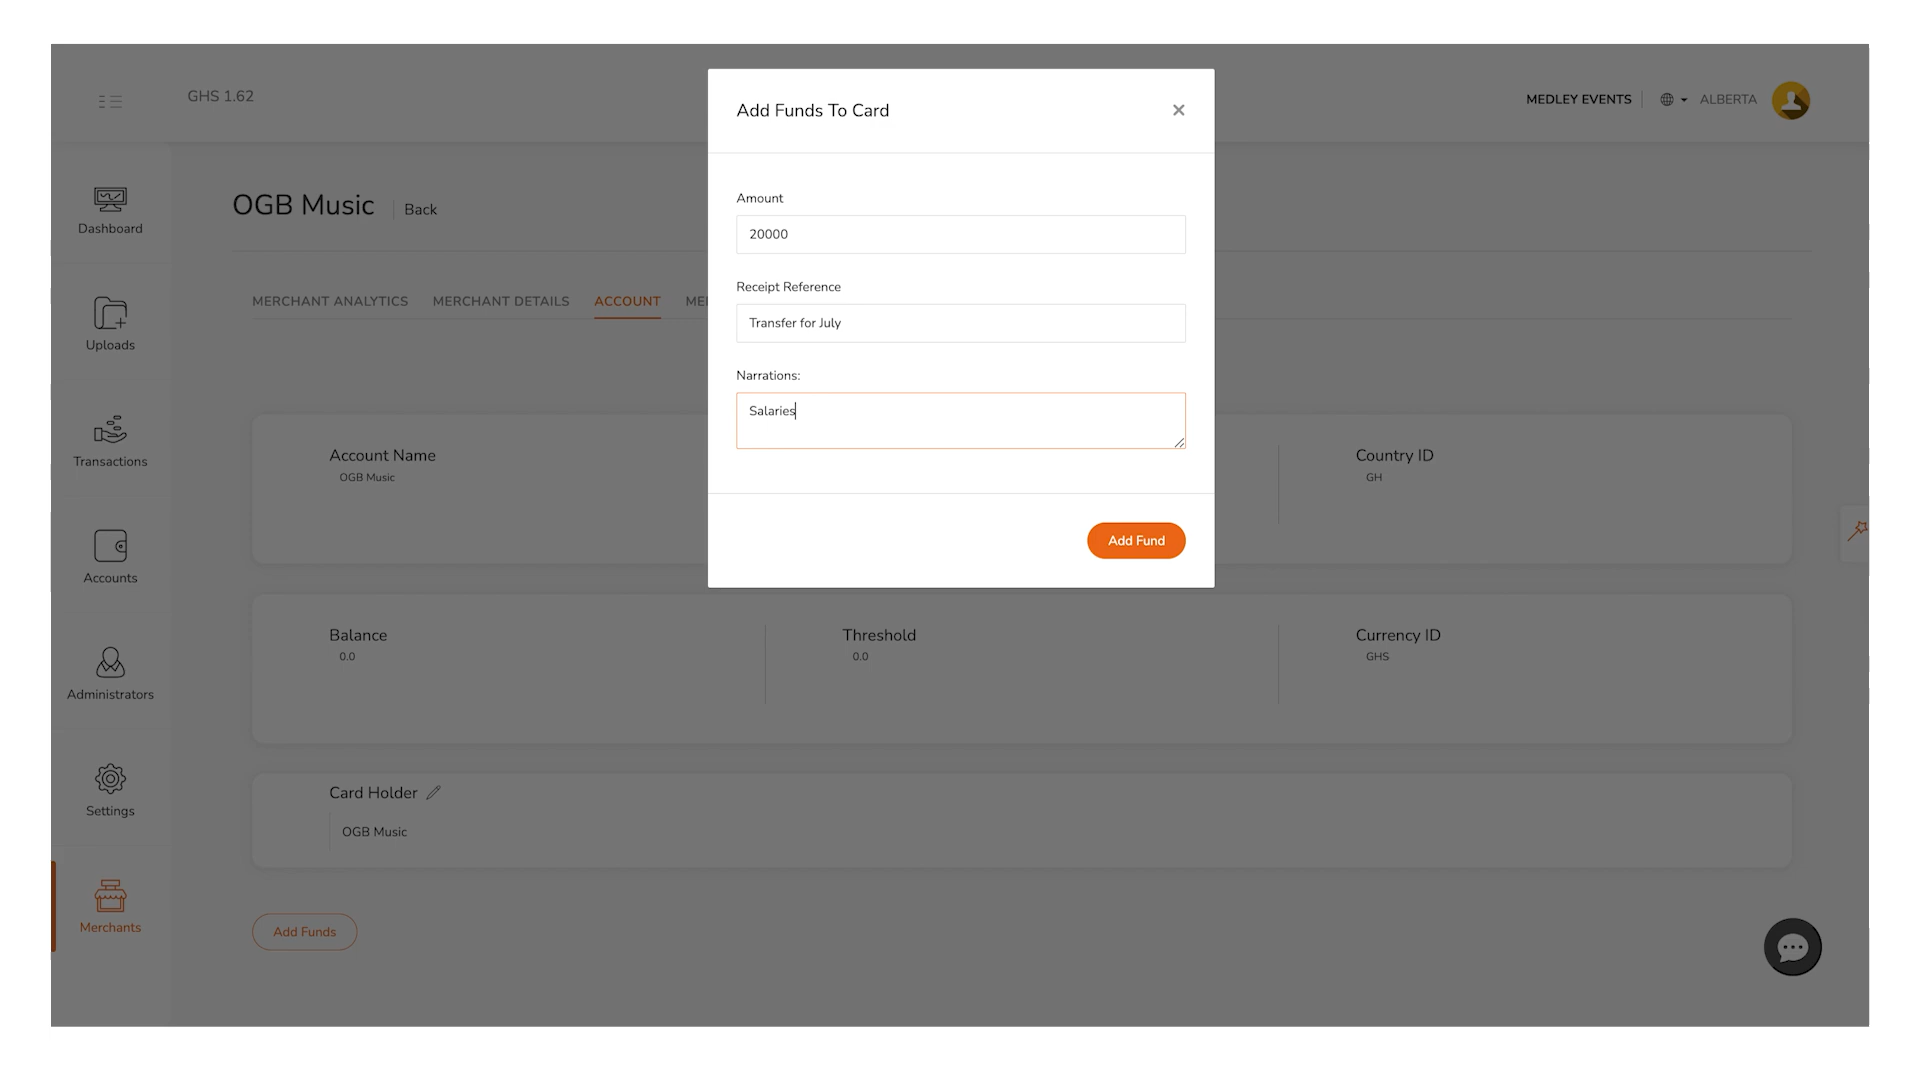 GHS 1.62
MEDLEY EVENTS
ALBERTA
Dashboard
Uploads
Transactions
Accounts
Administrators
Settings
Merchants
OGB Music
Back
MERCHANT ANALYTICS
MERCHANT DETAILS
ACCOUNT
ME
Add Funds To Card
Amount
20000
Receipt Reference
Transfer for July
Narrations:
Salaries
Add Fund
Account Name
OGB Music
Country ID
GH
Balance
0.0
Threshold
0.0
Currency ID
GHS
Card Holder
OGB Music
Add Funds